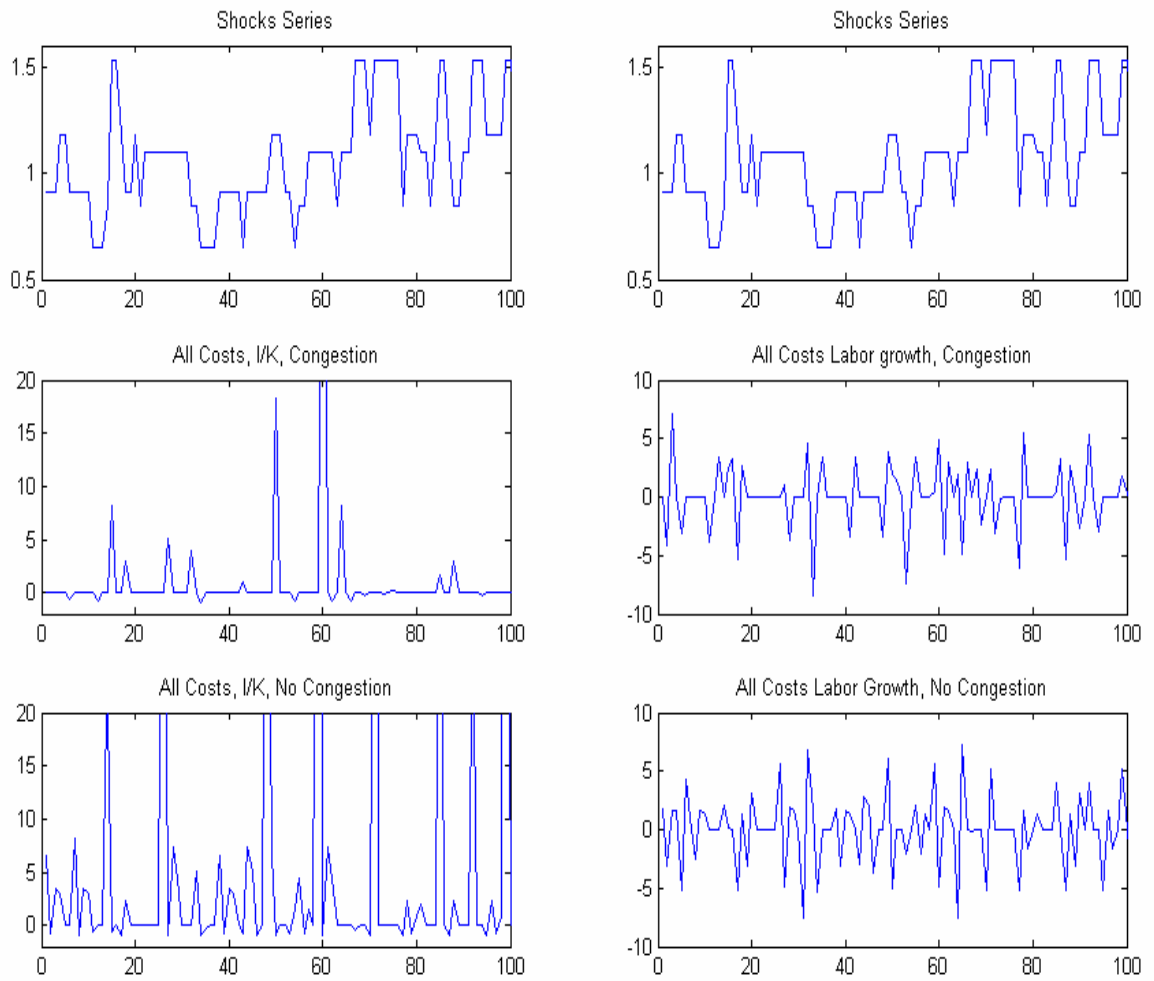 Shocks Series
Shocks Series
1.5
1
0.5
0 20 40 60 80 100
1.5
1
0.5
0 20 40 60 80 100
All Costs, I/K, Congestion
All Costs Labor growth, Congestion
20
15
10
5
0
0 20 40 60 80 100
10
5
0
-5
-10
0 20 40 60 80 100
All Costs, I/K, No Congestion
All Costs Labor Growth, No Congestion
20
15
10
5
0
0 20 40 60 80 100
10
5
0
-5
-10
0 20 40 60 80 100